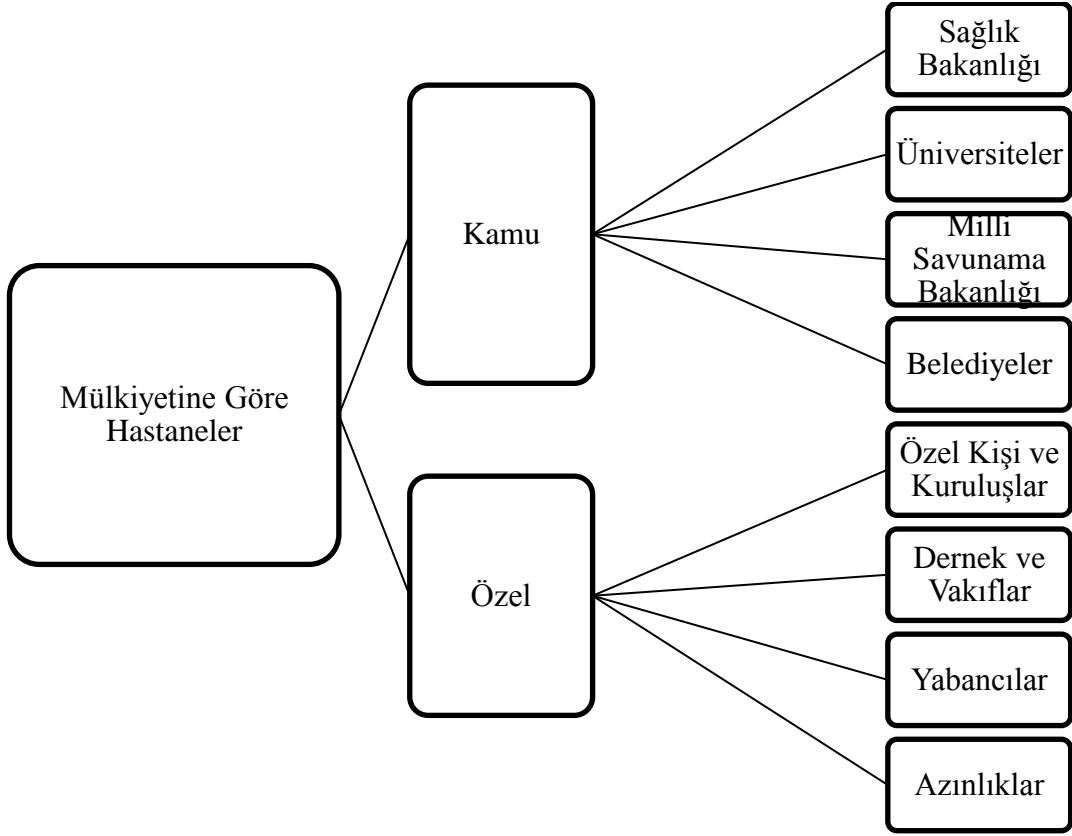 Mülkiyetine Göre
Hastaneler
Kamu
Sağlık
Bakanlığı
Üniversiteler
Milli
Savunama
Bakanlığı
Belediyeler
Özel
Özel Kişi ve
Kuruluşlar
Dernek ve
Vakıflar
Yabancılar
Azınlıklar